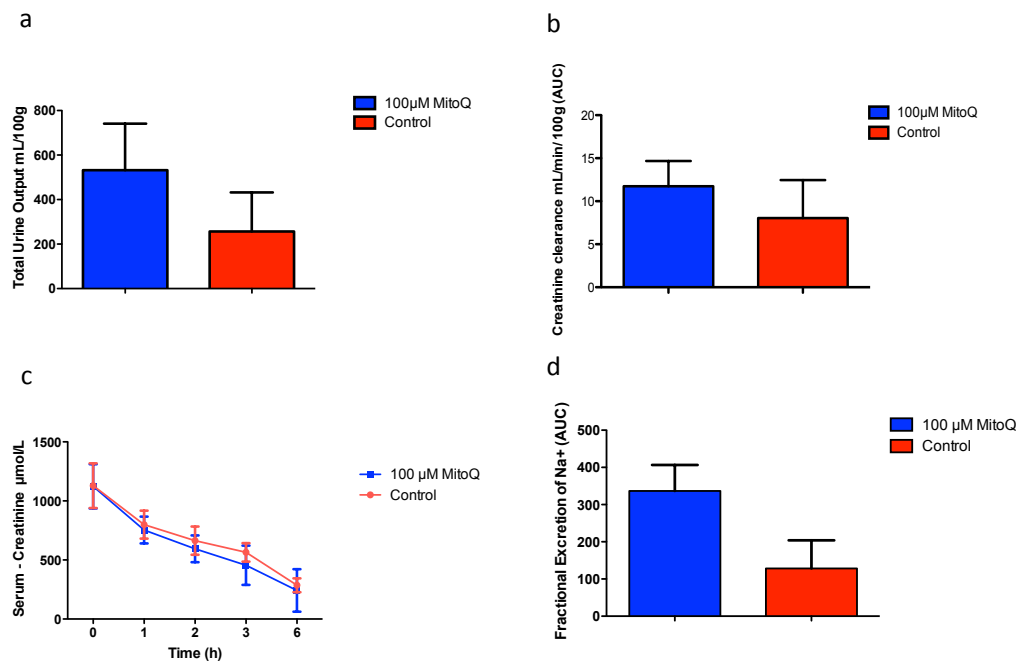 a
Total Urine Output mL/100g
800
600
400
200
0
100µM MitoQ
Control
b
Creatinine clearance mL/min/100g (AUC)
20
15
10
5
0
100µM MitoQ
Control
c
Serum - Creatinine µmol/L
1500
1000
500
0
0 1 2 3 6
Time (h)
100 µM MitoQ
Control
d
Fractional Excretion of Na+ (AUC)
500
400
300
200
100
0
100 µM MitoQ
Control